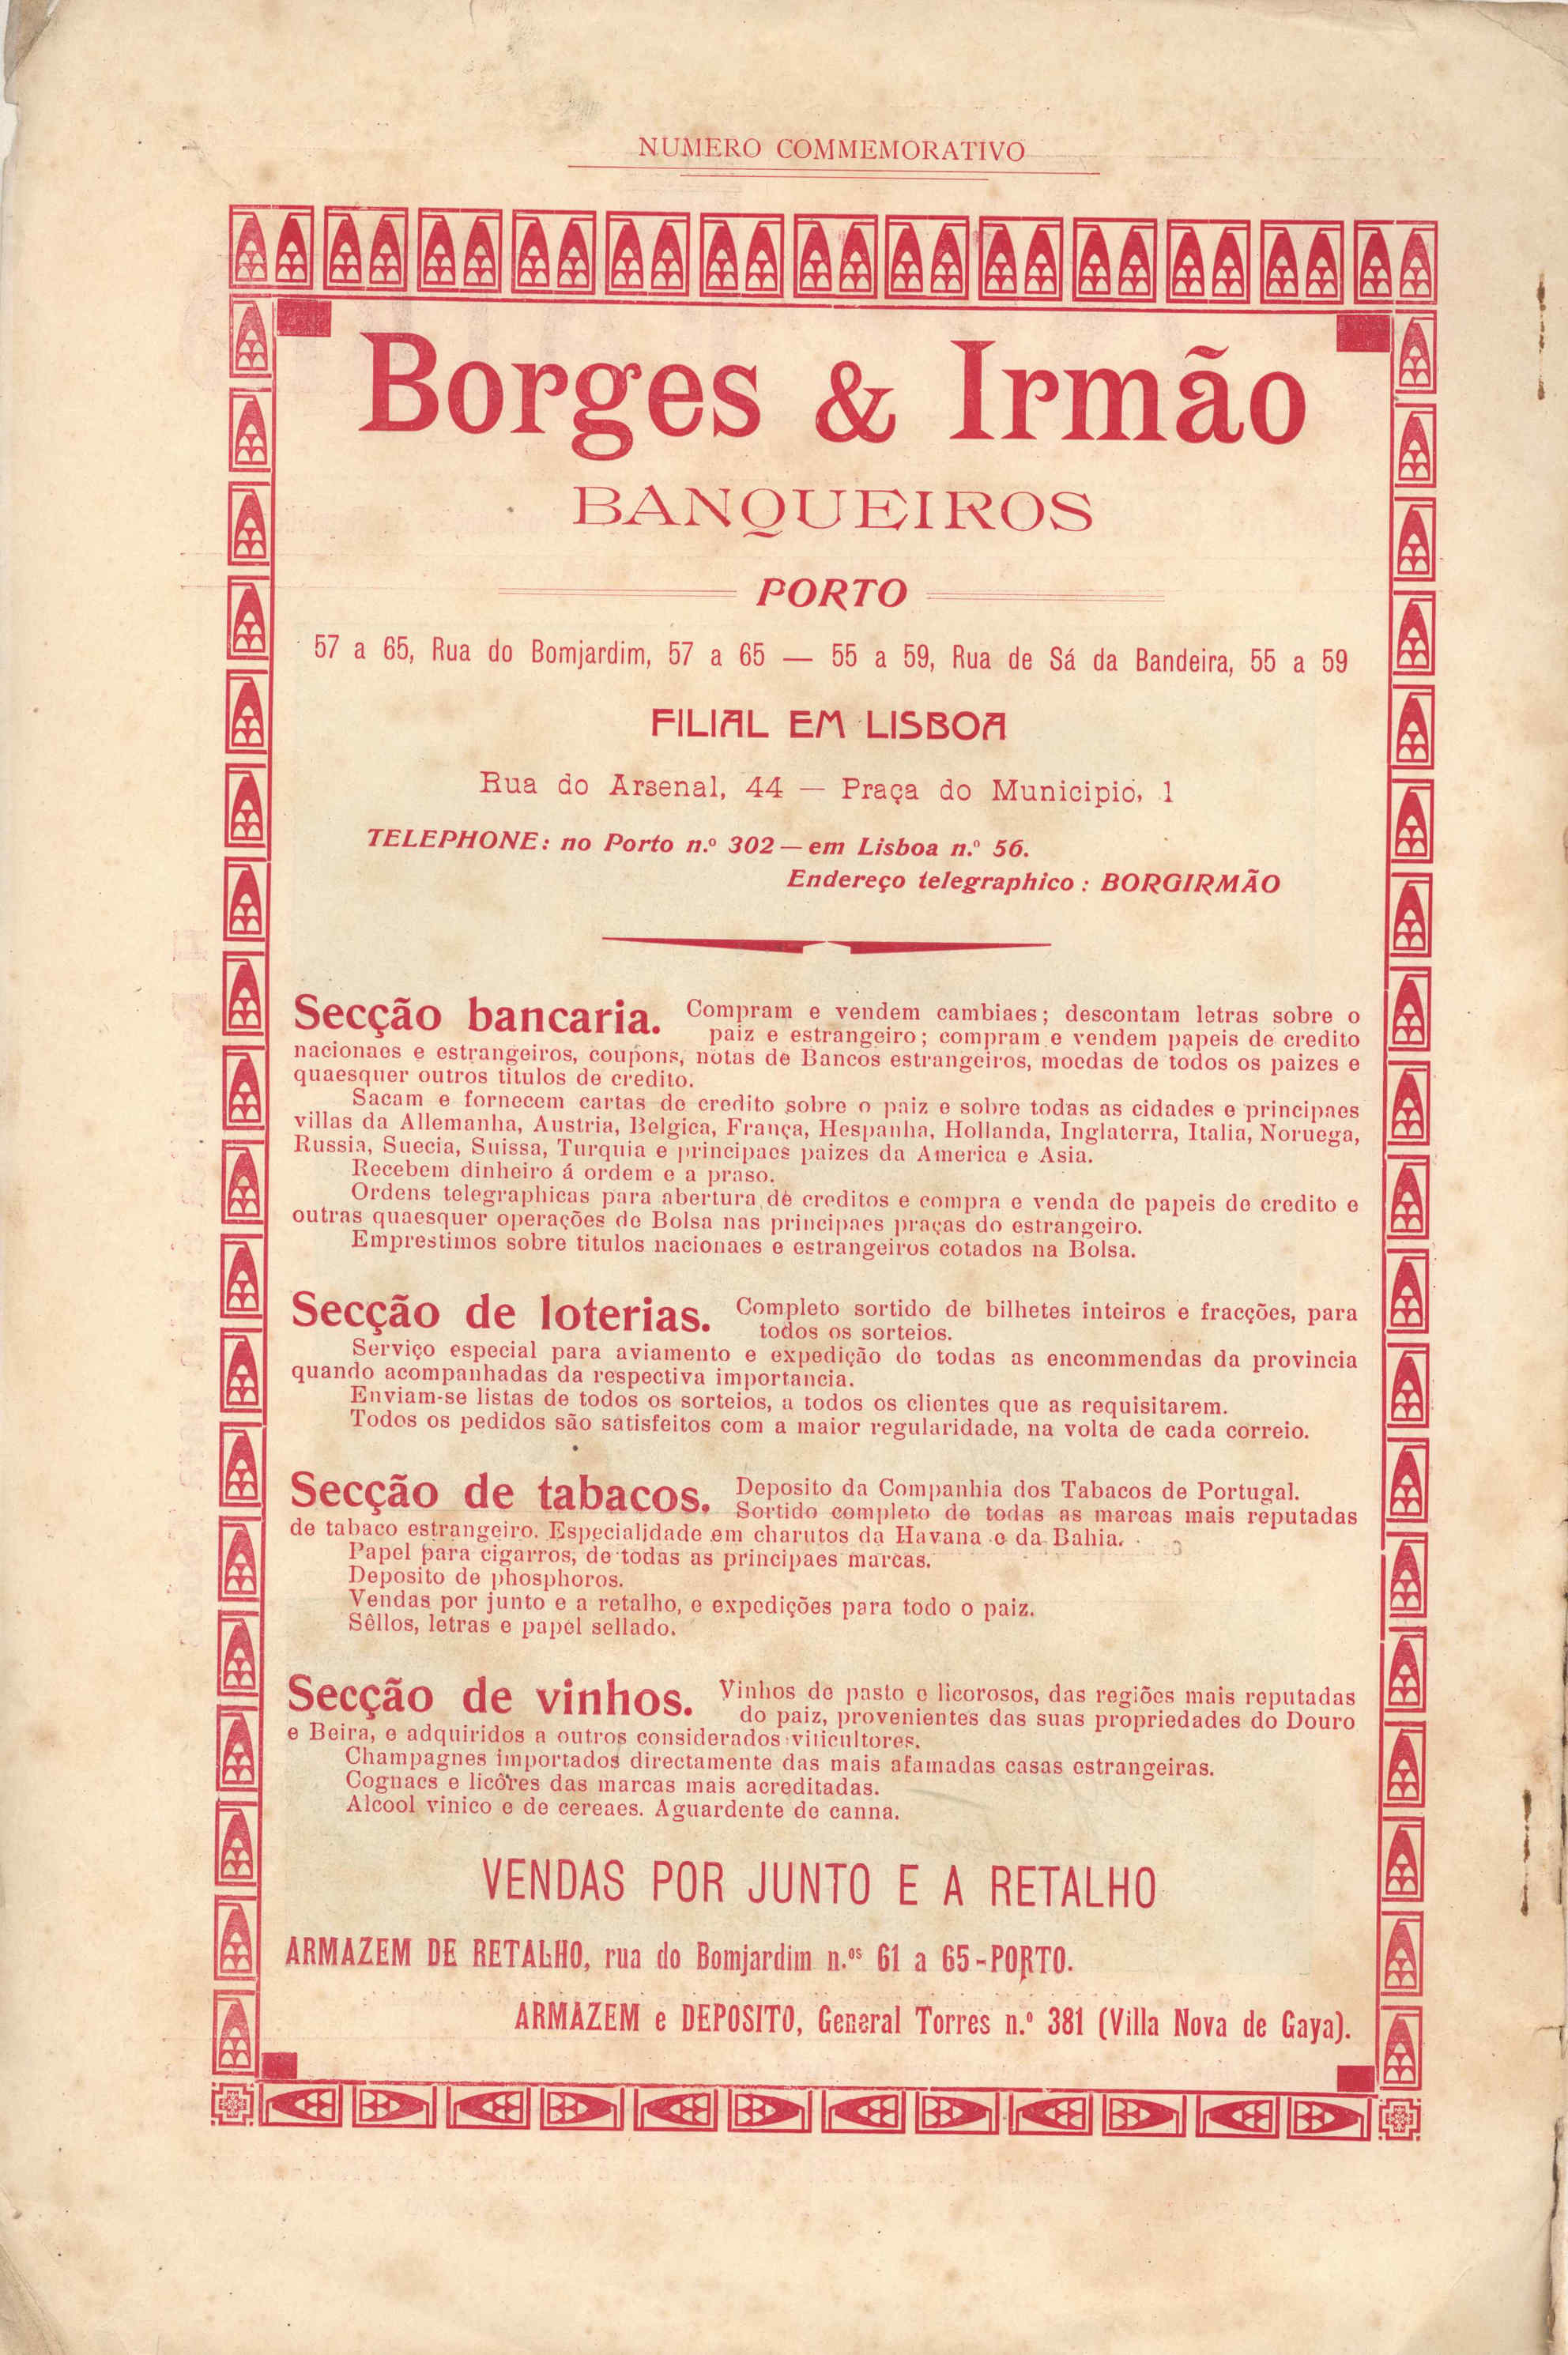 NUMERO COMMEMORATIVO
Borges & Irmão
BANQUEIROS
PORTO
57 a 65, Rua do Bomjardim, 57 a 65 — 55 a 59, Rua de Sá da Bandeira, 55 a 59
FILIAL EM LISBOA
Rua do Arsenal, 44 — Praça do Municipio, 1
TELEPHONE: no Porto n.º 302 — em Lisboa n.º 56.
Endereço telegraphico : BORGIRMÃO
Secção bancaria. Compram e vendem cambiaes; descontam letras sobre o
paiz e estrangeiro; compram e vendem papeis de credito
nacionaes e estrangeiros, coupons, notas de Bancos estrangeiros, moedas de todos os paizes e
quaesquer outros titulos de credito.
Sacam e fornecem cartas de credito sobre o paiz e sobre todas as cidades e principaes
villas da Allemanha, Austria, Belgica, França, Hespanha, Hollanda, Inglaterra, Italia, Noruega,
Russia, Suecia, Suissa, Turquia e principaes paizes da America e Asia.
Recebem dinheiro á ordem e a praso.
Ordens telegraphicas para abertura de creditos e compra e venda de papeis de credito e
outras quaesquer operações de Bolsa nas principaes praças do estrangeiro.
Emprestimos sobre titulos nacionaes e estrangeiros cotados na Bolsa.
Secção de loterias. Completo sortido de bilhetes inteiros e fracções, para
todos os sorteios.
Serviço especial para aviamento e expedição de todas as encommendas da provincia
quando acompanhadas da respectiva importancia.
Enviam-se listas de todos os sorteios, a todos os clientes que as requisitarem.
Todos os pedidos são satisfeitos com a maior regularidade, na volta de cada correio.
Secção de tabacos. Deposito da Companhia dos Tabacos de Portugal.
Sortido completo de todas as marcas mais reputadas
de tabaco estrangeiro. Especialidade em charutos da Havana e da Bahia.
Papel para cigarros, de todas as principaes marcas.
Deposito de phosphoros.
Vendas por junto e a retalho, e expedições para todo o paiz.
Sêllos, letras e papel sellado.
Secção de vinhos. Vinhos de pasto e licorosos, das regiões mais reputadas
do paiz, provenientes das suas propriedades do Douro
e Beira, e adquiridos a outros considerados viticultores.
Champagnes importados directamente das mais afamadas casas estrangeiras.
Cognacs e licôres das marcas mais acreditadas.
Alcool vinico e de cereaes. Aguardente de canna.
VENDAS POR JUNTO E A RETALHO
ARMAZEM DE RETALHO, rua do Bomjardim n.os 61 a 65-PORTO.
ARMAZEM e DEPOSITO, General Torres n.º 381 (Villa Nova de Gaya).